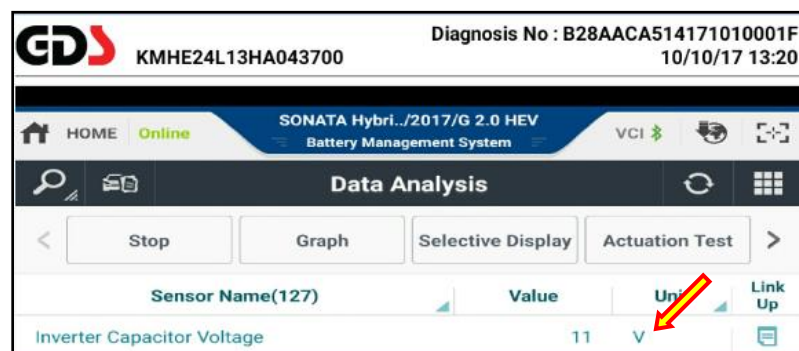 GDS
KMHE24L13HA043700
Diagnosis No : B28AACA514171010001F
10/10/17 13:20
HOME Online
SONATA Hybri../2017/G 2.0 HEV
Battery Management System
VCI
Data Analysis
< Stop Graph Selective Display Actuation Test >
Sensor Name(127) Value Link
Up
Inverter Capacitor Voltage 11 V